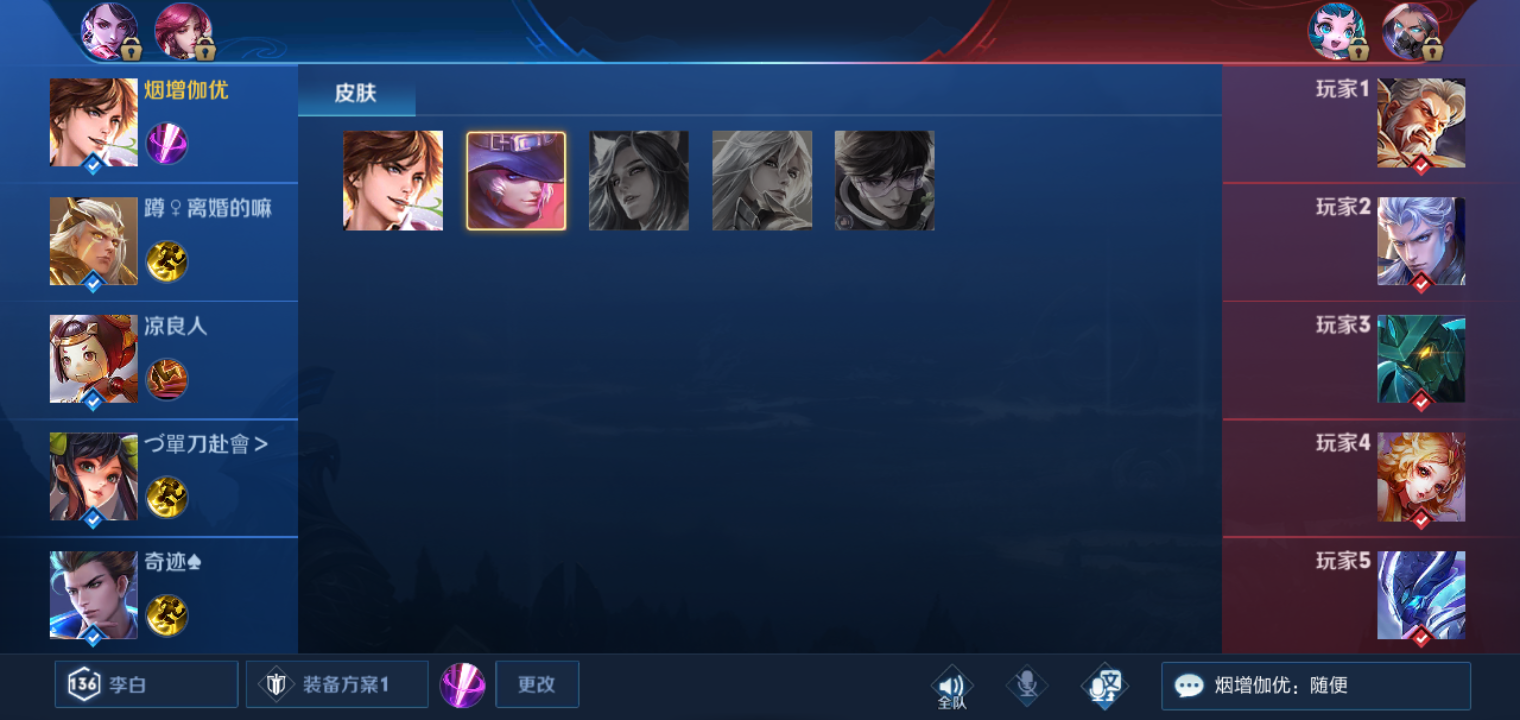 烟增伽优
蹲♀离婚的嘛
凉良人
づ單刀赴會>
奇迹♠
皮肤
玩家1
玩家2
玩家3
玩家4
玩家5
136 李白
装备方案1
更改
全队
文
烟增伽优：随便